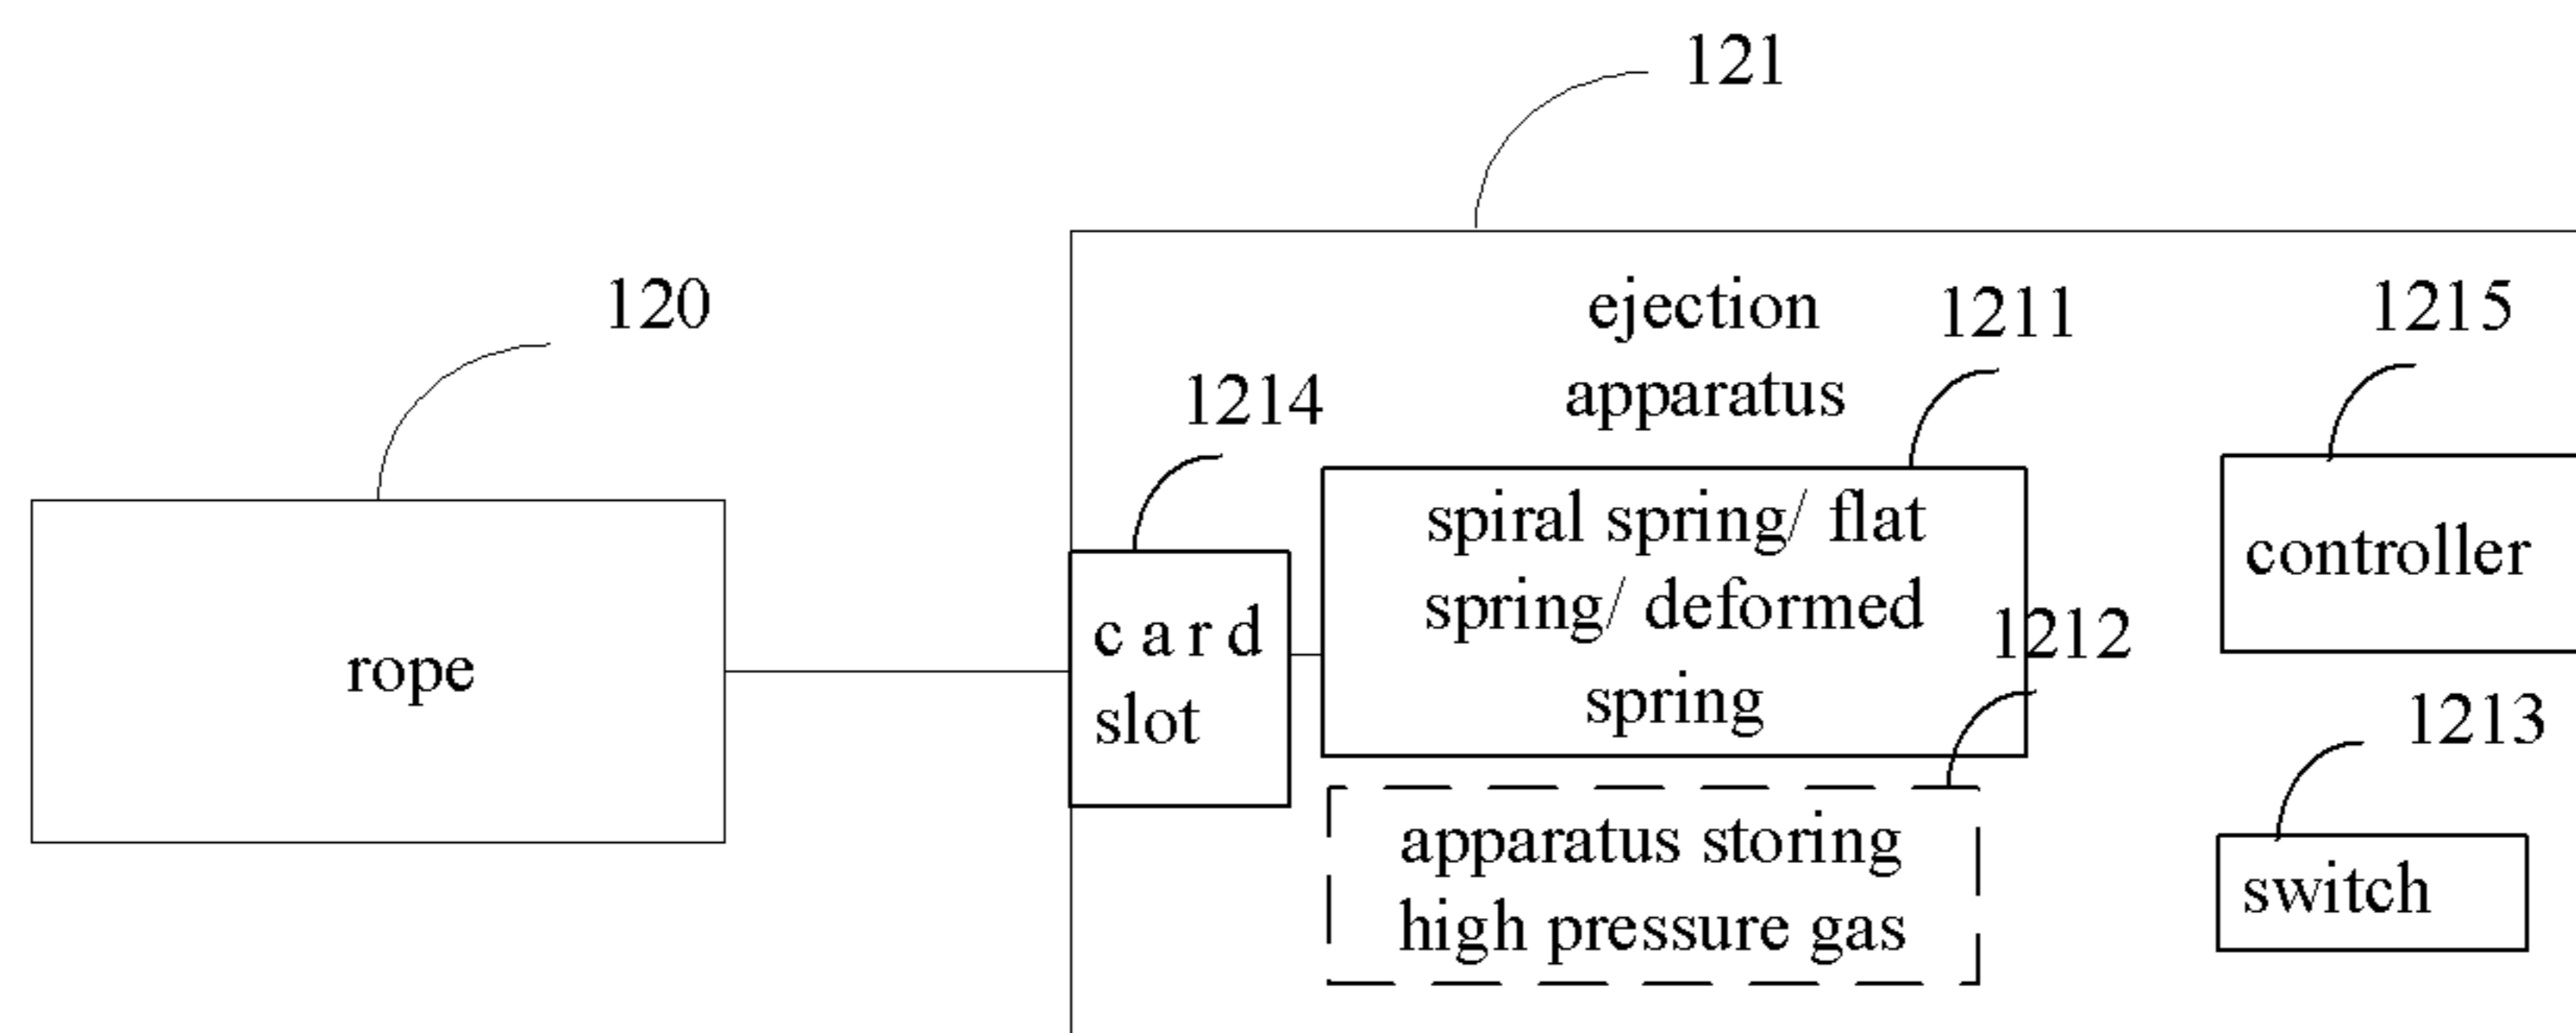 121
120
ejection
apparatus
1211
1215
1214
spiral spring/ flat
spring/ deformed
spring
controller
1212
rope
card
slot
1213
apparatus storing
high pressure gas
switch